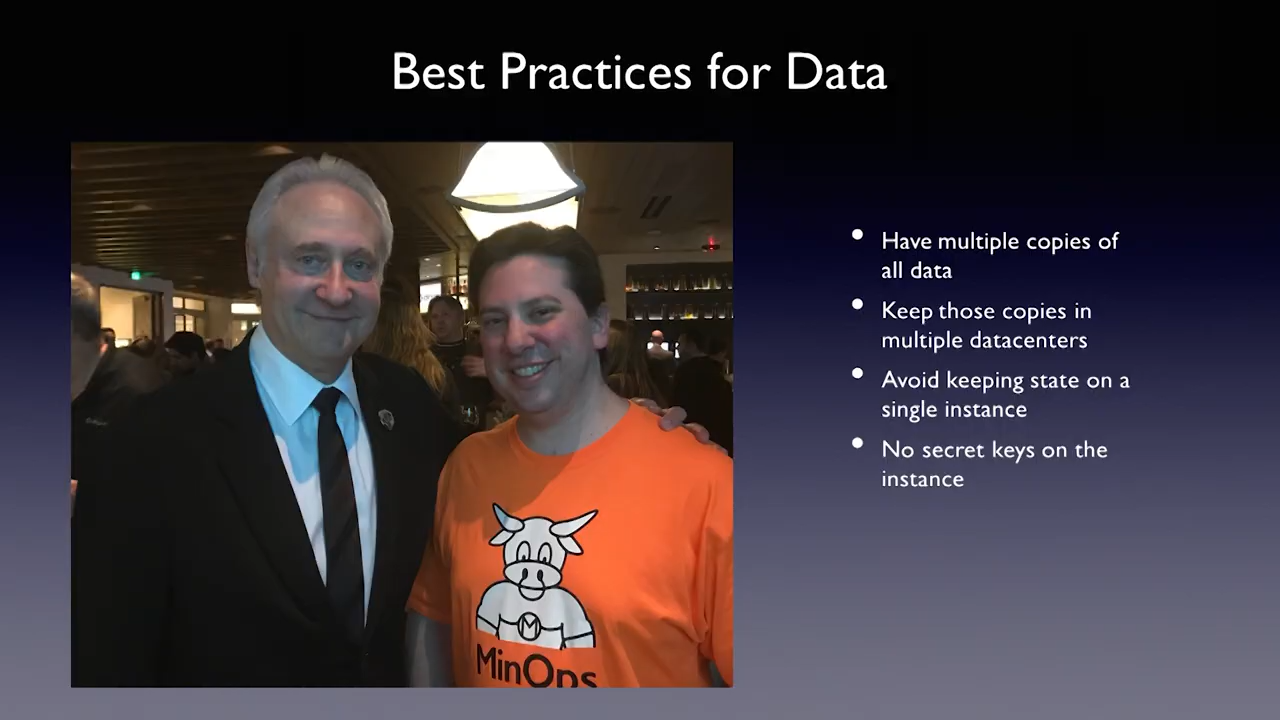 Best Practices for Data
• Have multiple copies of
all data
• Keep those copies in
multiple datacenters
• Avoid keeping state on a
single instance
• No secret keys on the
instance
M
MinOps